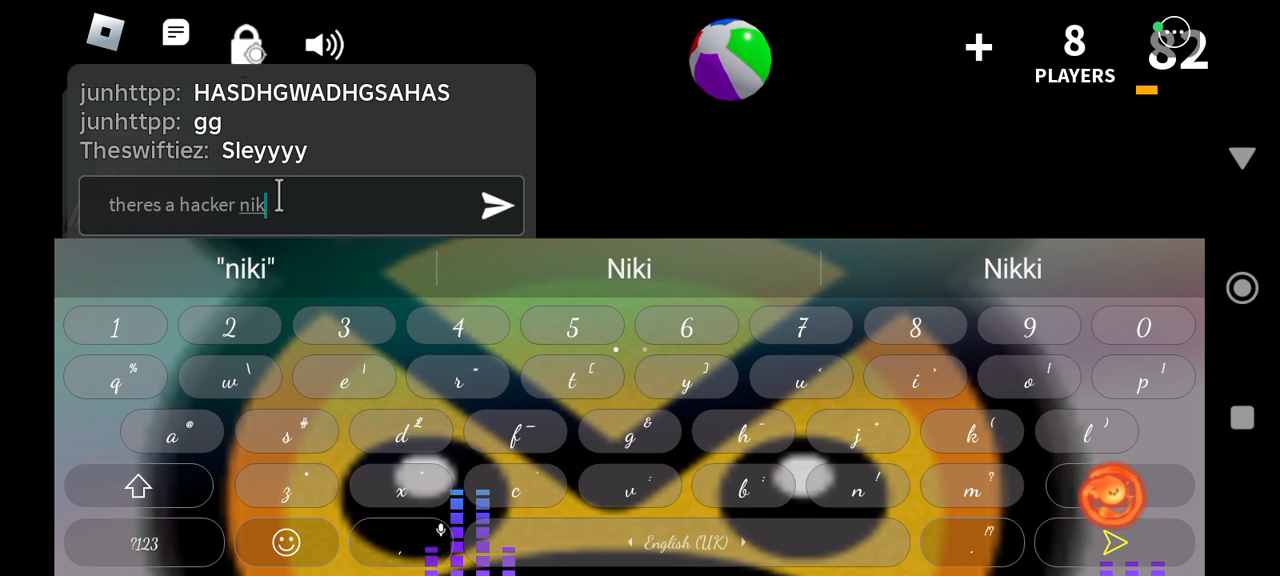 8
82
PLAYERS
junhttpp: HASDHGWADHGSAHAS
junhttpp: gg
Theswiftiez: Sleyyyy
theres a hacker nik
"niki" Niki Nikki
1 2 3 4 5 6 7 8 9 0
q % w \ e | r = t [ y ] u < i > o { p }
a @ s # d £ f — g & h - j + k ( l )
z * x " c ' v : b ; n ! m ?
?123 , English (UK) . !?